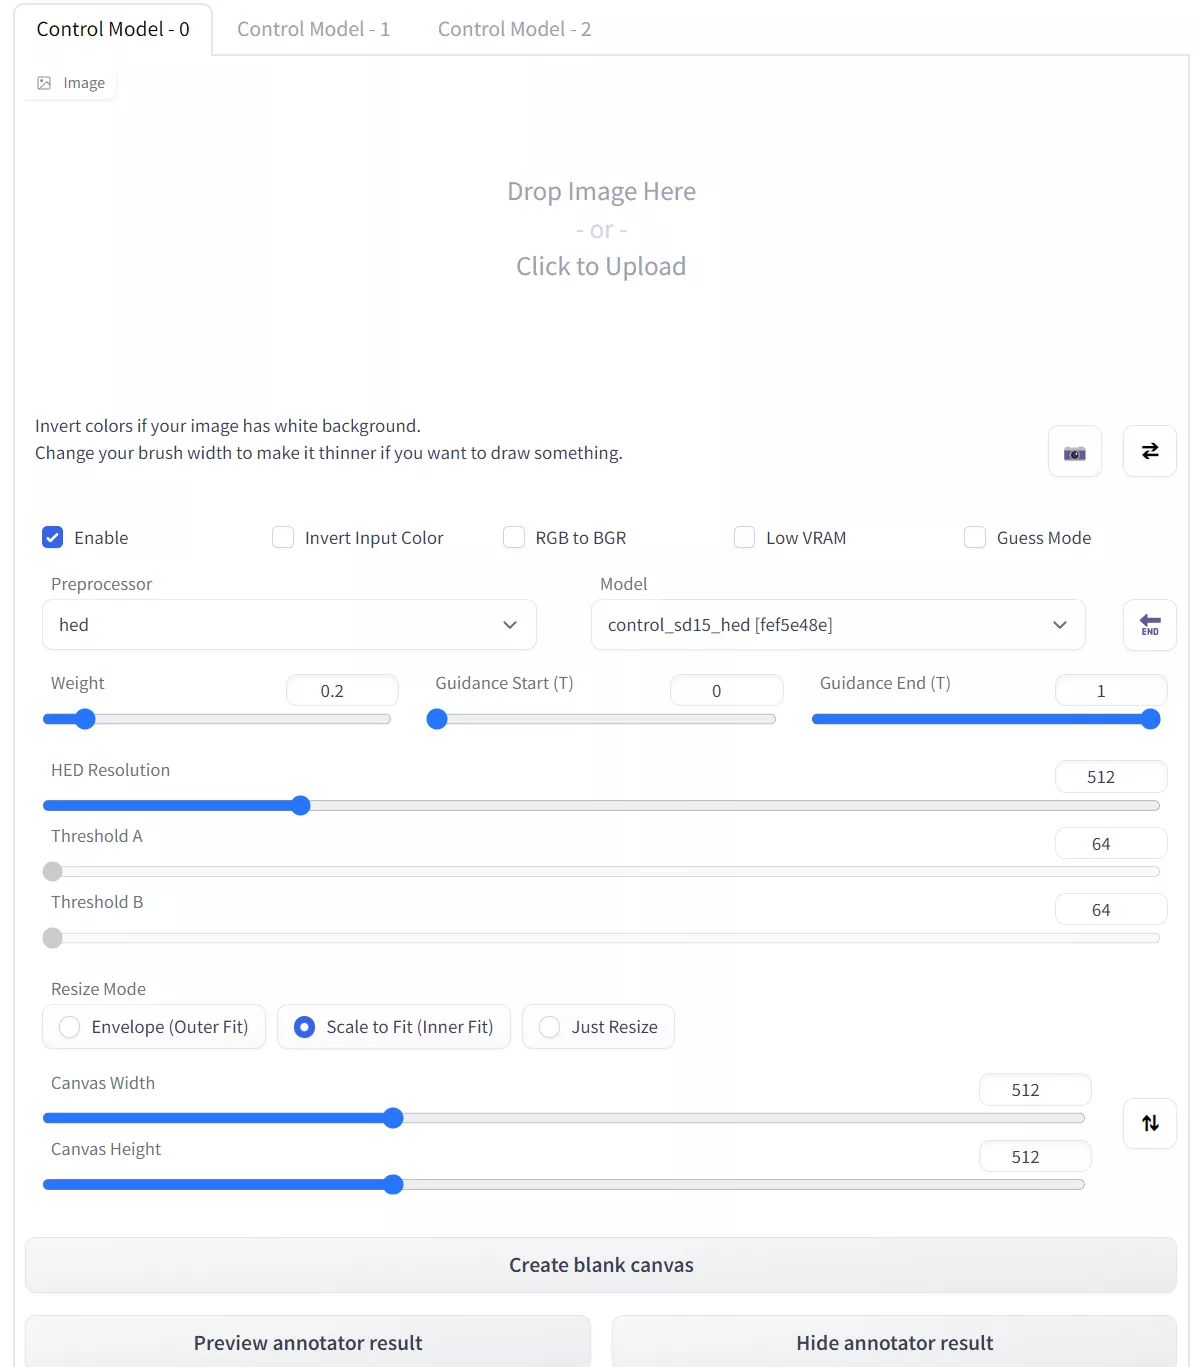 Control Model - 0 Control Model - 1 Control Model - 2
Image
Drop Image Here
- or -
Click to Upload
Invert colors if your image has white background.
Change your brush width to make it thinner if you want to draw something.
Enable Invert Input Color RGB to BGR Low VRAM Guess Mode
Preprocessor Model
hed control_sd15_hed [fef5e48e] END
Weight 0.2 Guidance Start (T) 0 Guidance End (T) 1
HED Resolution 512
Threshold A 64
Threshold B 64
Resize Mode
Envelope (Outer Fit) Scale to Fit (Inner Fit) Just Resize
Canvas Width 512
Canvas Height 512
Create blank canvas
Preview annotator result Hide annotator result